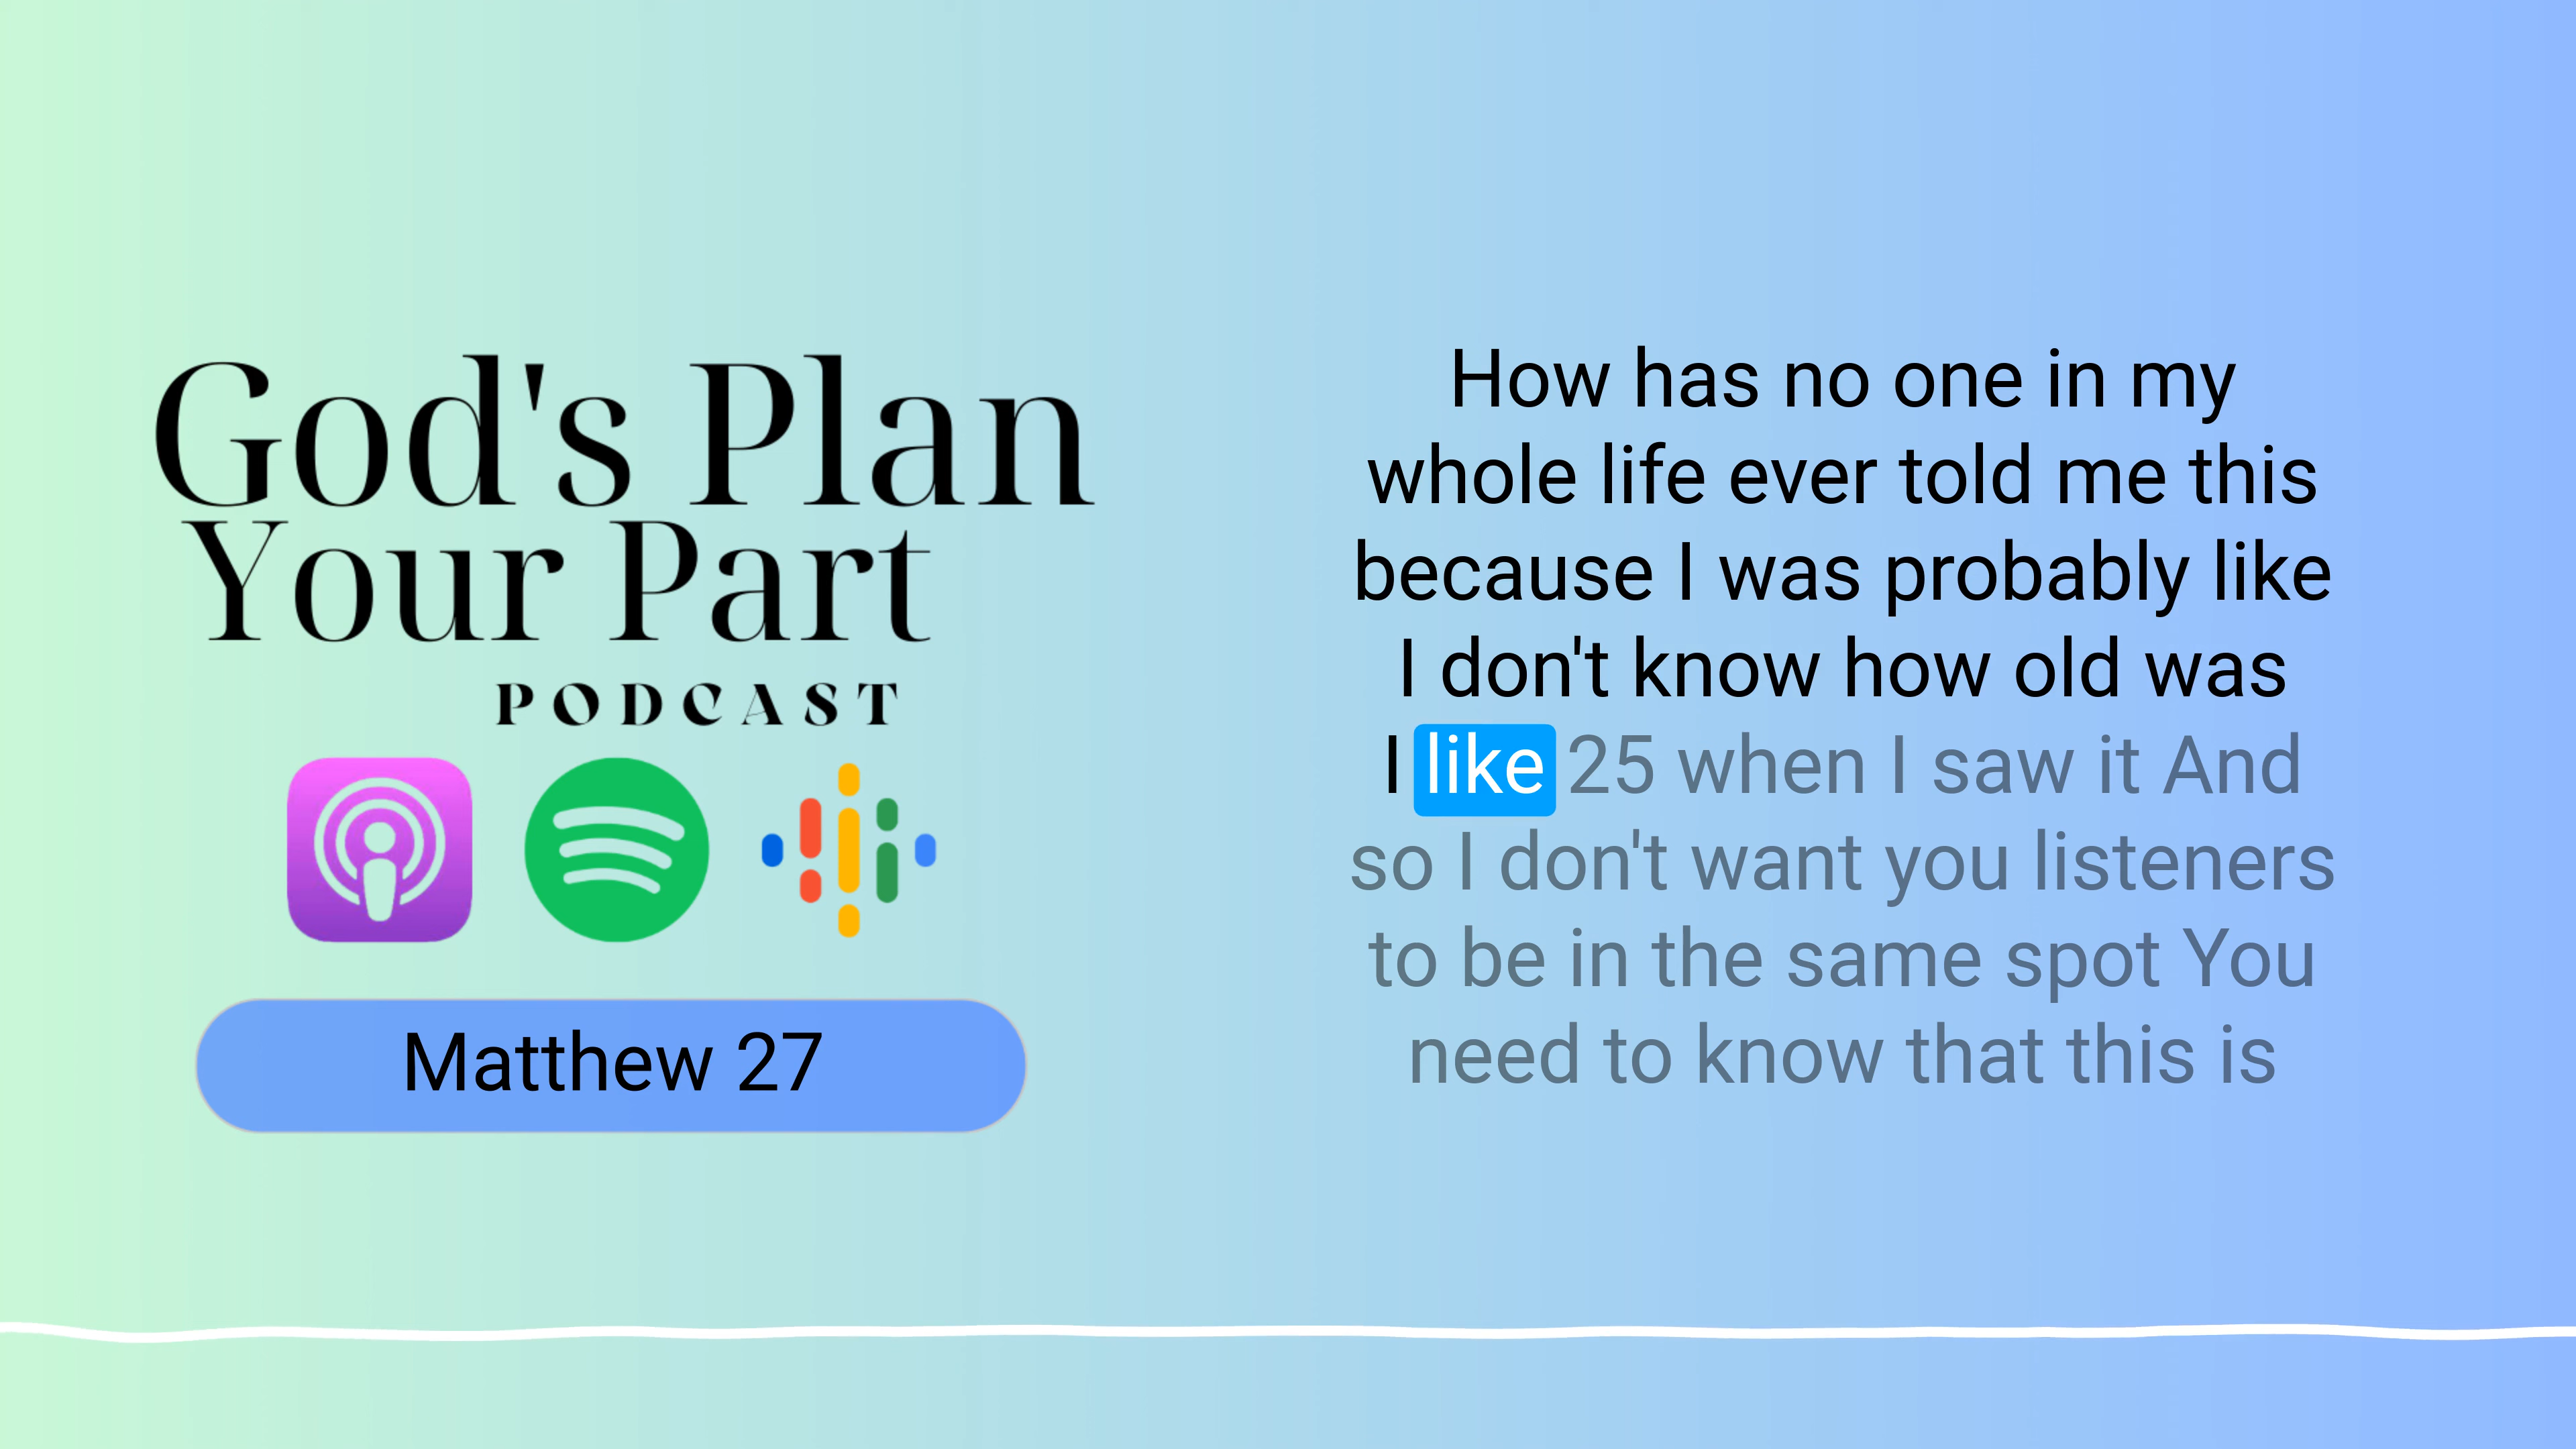 God's Plan
Your Part
PODCAST
Matthew 27
How has no one in my
whole life ever told me this
because I was probably like
I don't know how old was
I like 25 when I saw it And
so I don't want you listeners
to be in the same spot You
need to know that this is